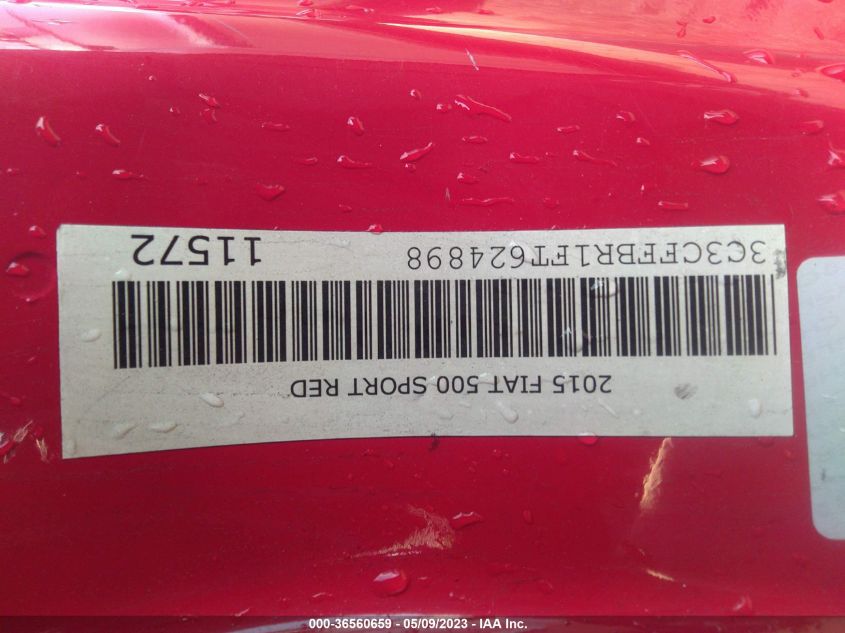 2015 FIAT 500 SPORT RED
3C3CFFBR1FT624898 11572
000-36560659 - 05/09/2023 - IAA Inc.